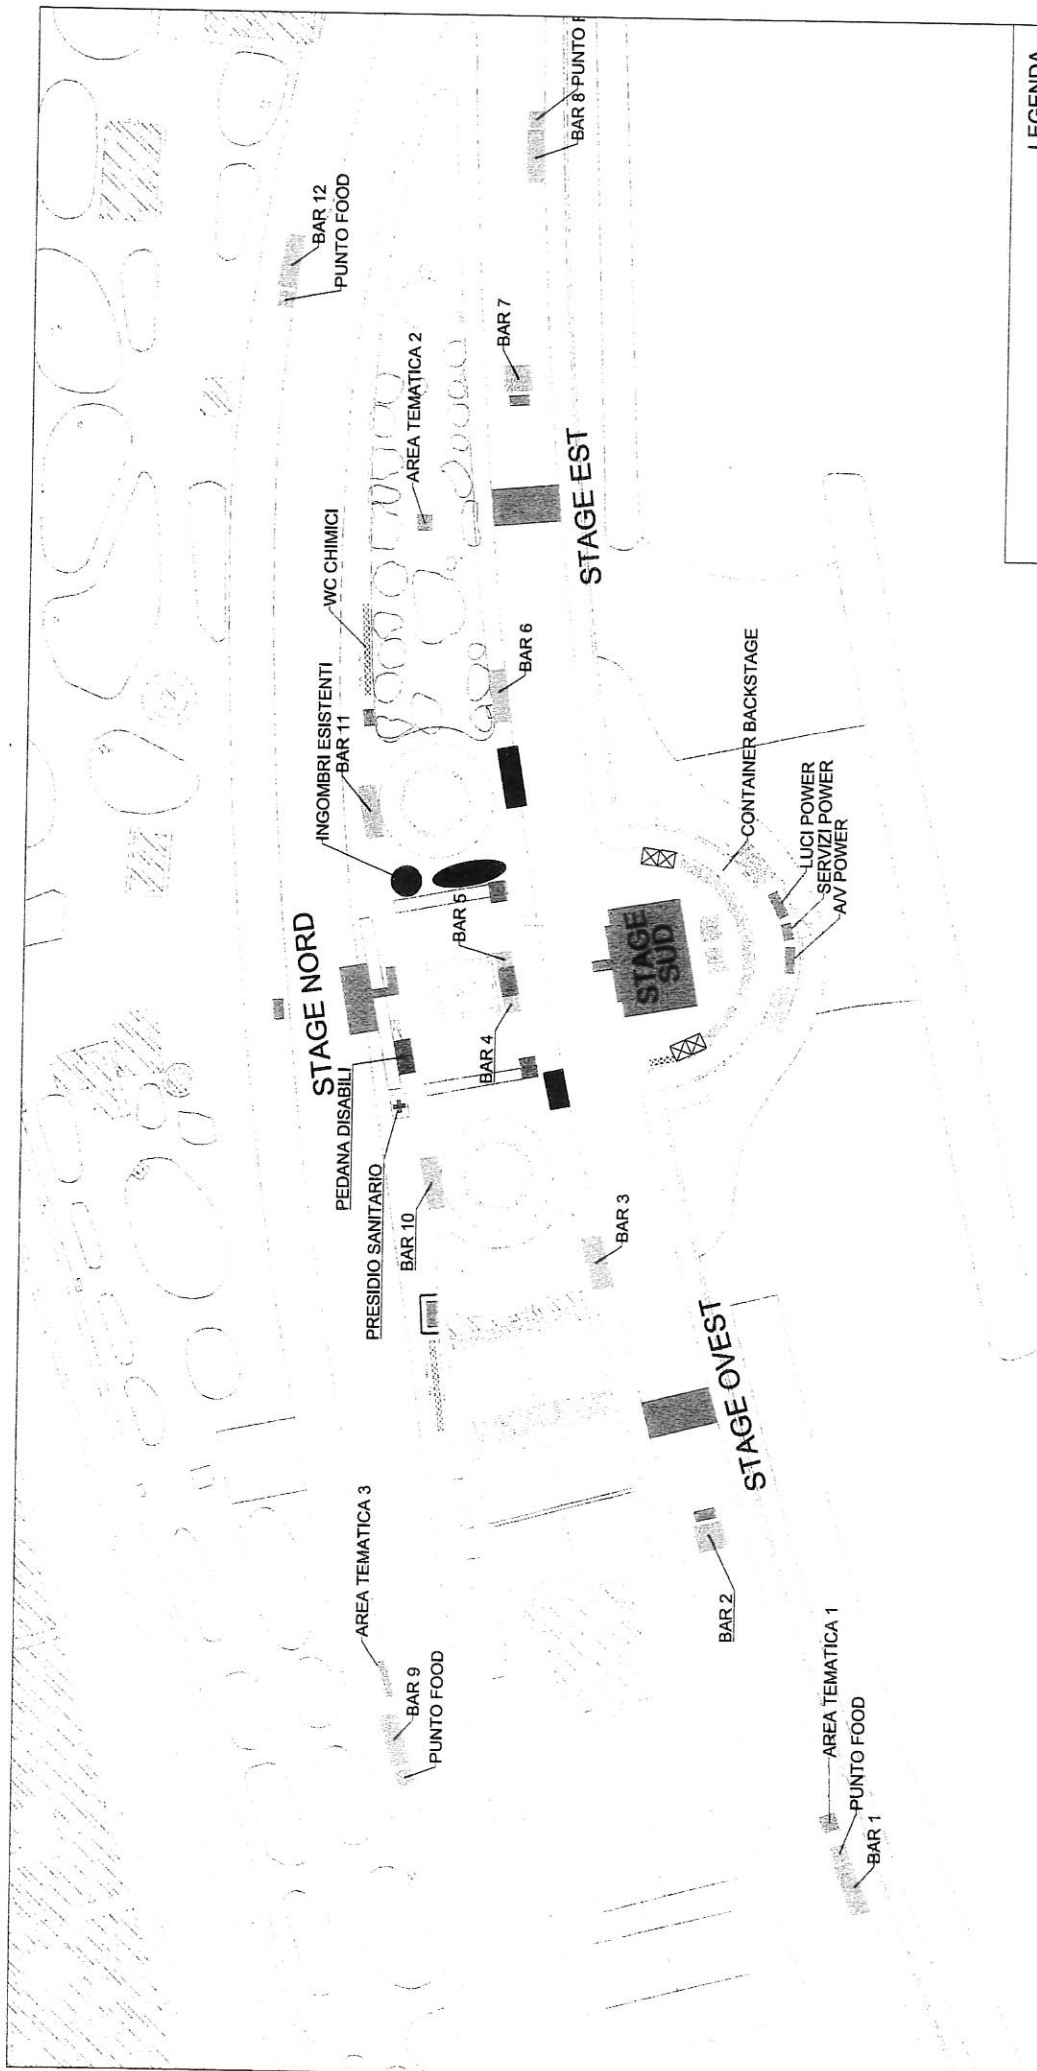 BAR 12
PUNTO FOOD
BAR 8
PUNTO
AREA TEMATICA 2
BAR 7
STAGE EST
WC CHIMICI
INGOMBRI ESISTENTI
BAR 11
BAR 6
STAGE NORD
BAR 5
BAR 4
STAGE
SUD
CONTAINER BACKSTAGE
LUCI POWER
SERVIZI POWER
A/V POWER
PEDANA DISABILI
PRESIDIO SANITARIO
BAR 10
BAR 3
STAGE OVEST
BAR 2
AREA TEMATICA 3
BAR 9
PUNTO FOOD
AREA TEMATICA 1
PUNTO FOOD
BAR 1
LEGENDA